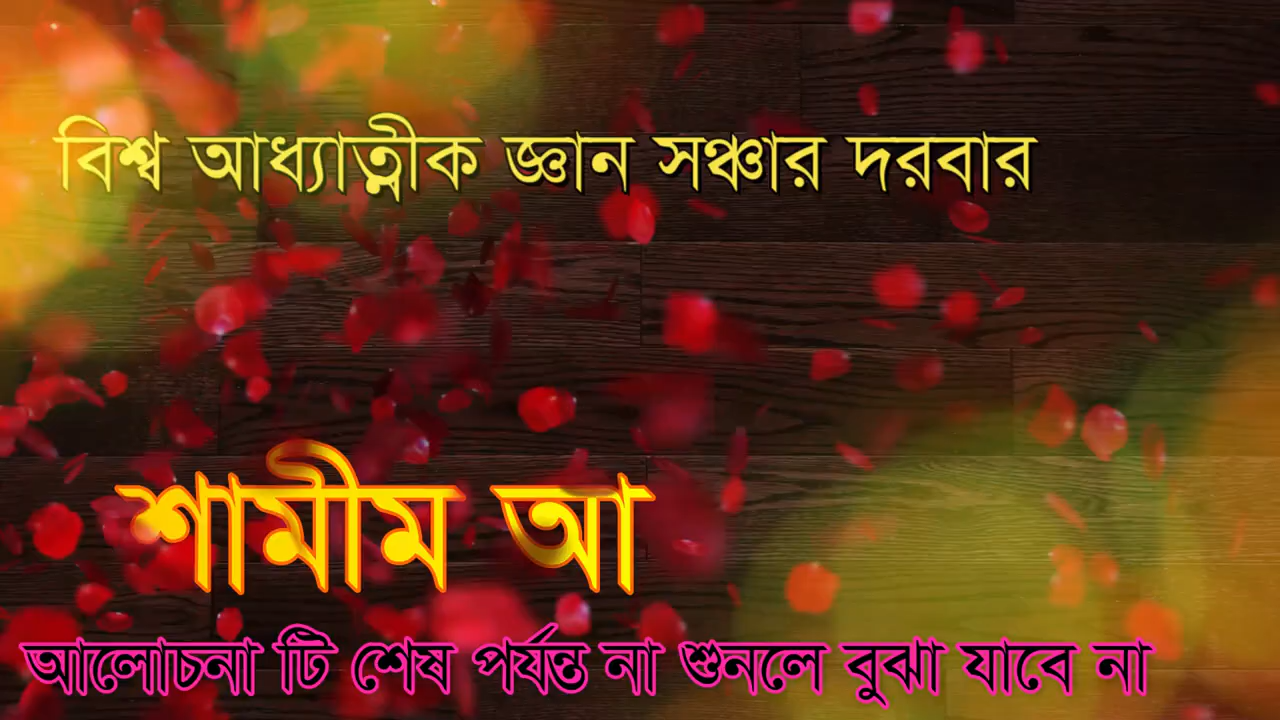 বিশ্ব আধ্যাত্নীক জ্ঞান সঞ্চার দরবার
শামীম আ
আলোচনা টি শেষ পর্যন্ত না শুনলে বুঝা যাবে না